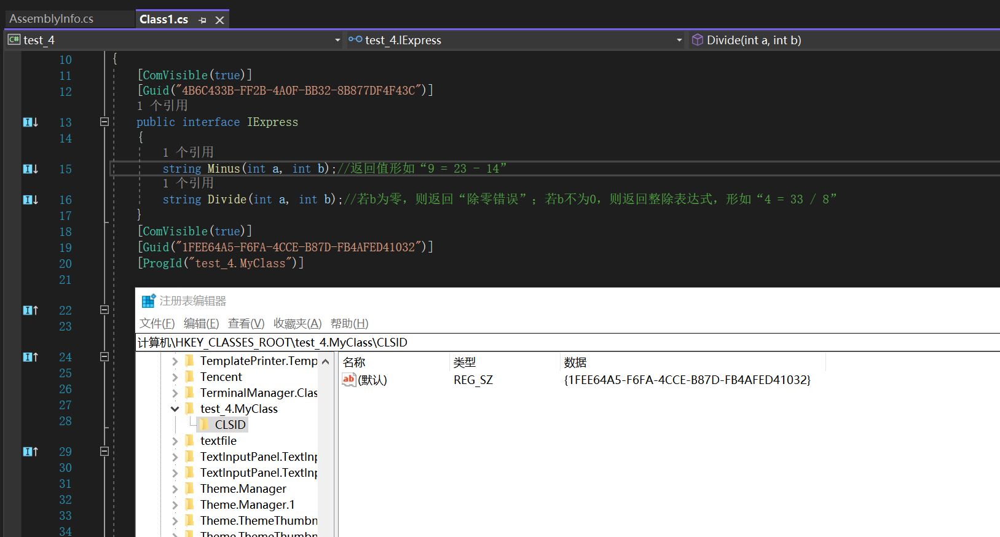 AssemblyInfo.cs
Class1.cs
C# test_4
test_4.IExpress
Divide(int a, int b)
10 {
11 [ComVisible(true)]
12 [Guid("4B6C433B-FF2B-4A0F-BB32-8B877DF4F43C")]
1 个引用
13 public interface IExpress
14 {
1 个引用
15 string Minus(int a, int b);//返回值形如“9 = 23 - 14”
1 个引用
16 string Divide(int a, int b);//若b为零，则返回“除零错误”；若b不为0，则返回整除表达式，形如“4 = 33 / 8”
17 }
18 [ComVisible(true)]
19 [Guid("1FEE64A5-F6FA-4CCE-B87D-FB4AFED41032")]
20 [ProgId("test_4.MyClass")]
21
22
23
24
25
26
27
28
29
30
31
32
33
34
注册表编辑器
文件(F) 编辑(E) 查看(V) 收藏夹(A) 帮助(H)
计算机\HKEY_CLASSES_ROOT\test_4.MyClass\CLSID
TemplatePrinter.Temp
Tencent
TerminalManager.Clas
test_4.MyClass
CLSID
textfile
TextInputPanel.TextInp
TextInputPanel.TextInp
Theme.Manager
Theme.Manager.1
Theme.ThemeThumbn
Theme.ThemeThumbn
名称 类型 数据
ab (默认) REG_SZ {1FEE64A5-F6FA-4CCE-B87D-FB4AFED41032}